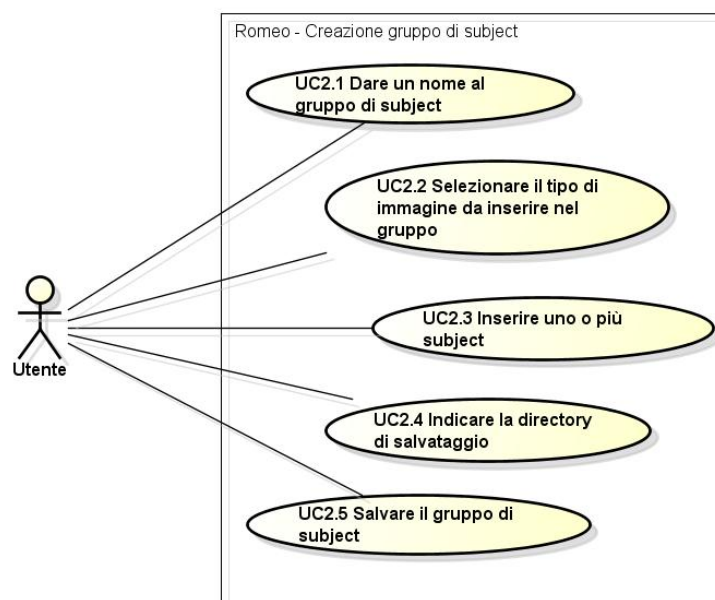 Romeo - Creazione gruppo di subject
UC2.1 Dare un nome al
gruppo di subject
UC2.2 Selezionare il tipo di
immagine da inserire nel
gruppo
UC2.3 Inserire uno o più
subject
Utente
UC2.4 Indicare la directory
di salvataggio
UC2.5 Salvare il gruppo di
subject